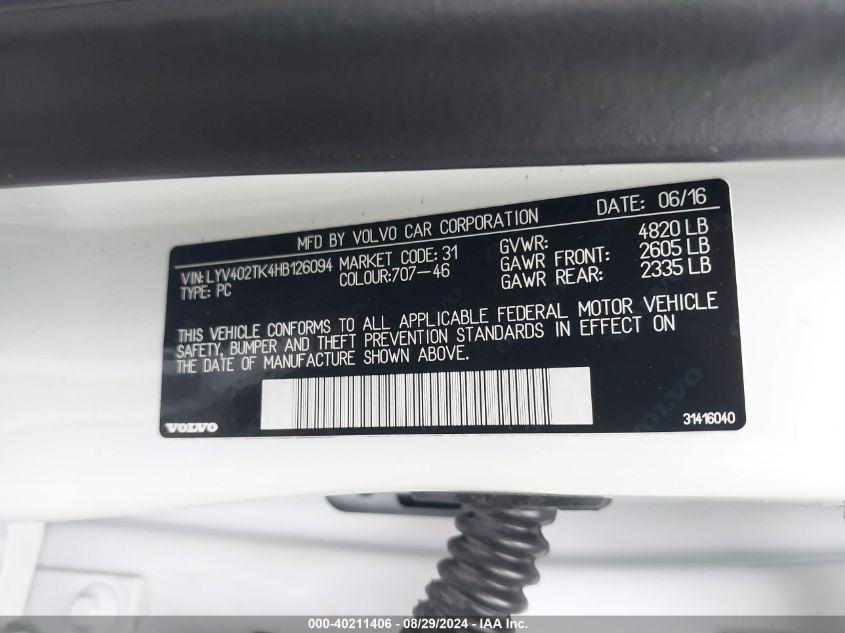 MFD BY VOLVO CAR CORPORATION DATE: 06/16
VIN: LYV402TK4HB126094 MARKET CODE: 31 GVWR: 4820 LB
TYPE: PC COLOUR:707-46 GAWR FRONT: 2605 LB
GAWR REAR: 2335 LB
THIS VEHICLE CONFORMS TO ALL APPLICABLE FEDERAL MOTOR VEHICLE
SAFETY, BUMPER AND THEFT PREVENTION STANDARDS IN EFFECT ON
THE DATE OF MANUFACTURE SHOWN ABOVE.
VOLVO
31416040
000-40211406 - 08/29/2024 - IAA Inc.